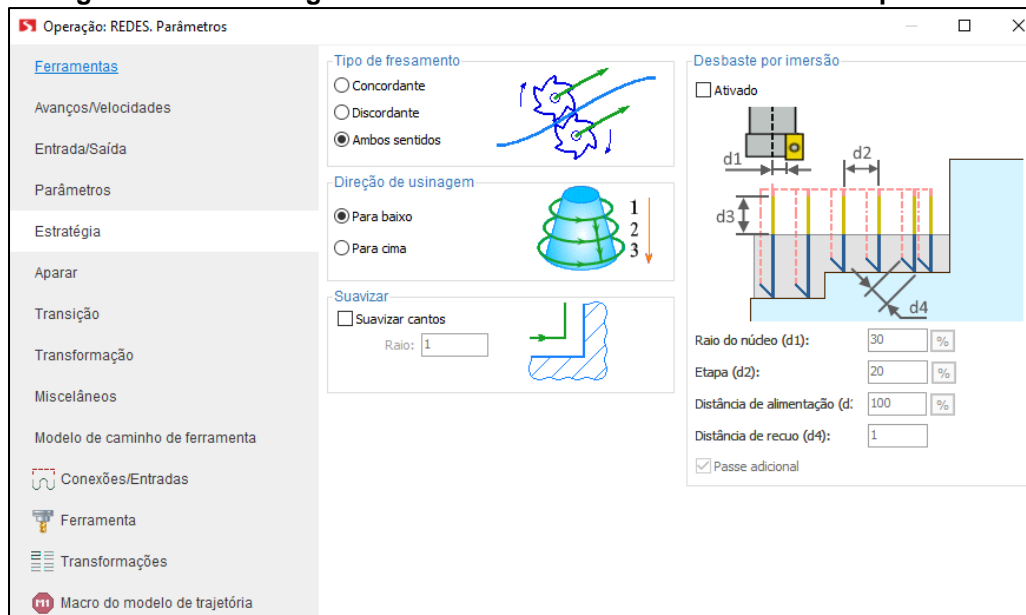 Operação: REDES. Parâmetros
Ferramentas
Avanços/Velocidades
Entrada/Saída
Parâmetros
Estratégia
Aparar
Transição
Transformação
Miscelâneos
Modelo de caminho de ferramenta
Conexões/Entradas
Ferramenta
Transformações
M1
Macro do modelo de trajetória
Tipo de fresamento
Concordante
Discordante
Ambos sentidos
Direção de usinagem
Para baixo
Para cima
1
2
3
Suavizar
Suavizar cantos
Raio: 1
Desbaste por imersão
Ativado
d1
d2
d3
d4
Raio do núcleo (d1): 30 %
Etapa (d2): 20 %
Distância de alimentação (d: 100 %
Distância de recuo (d4): 1
Passe adicional